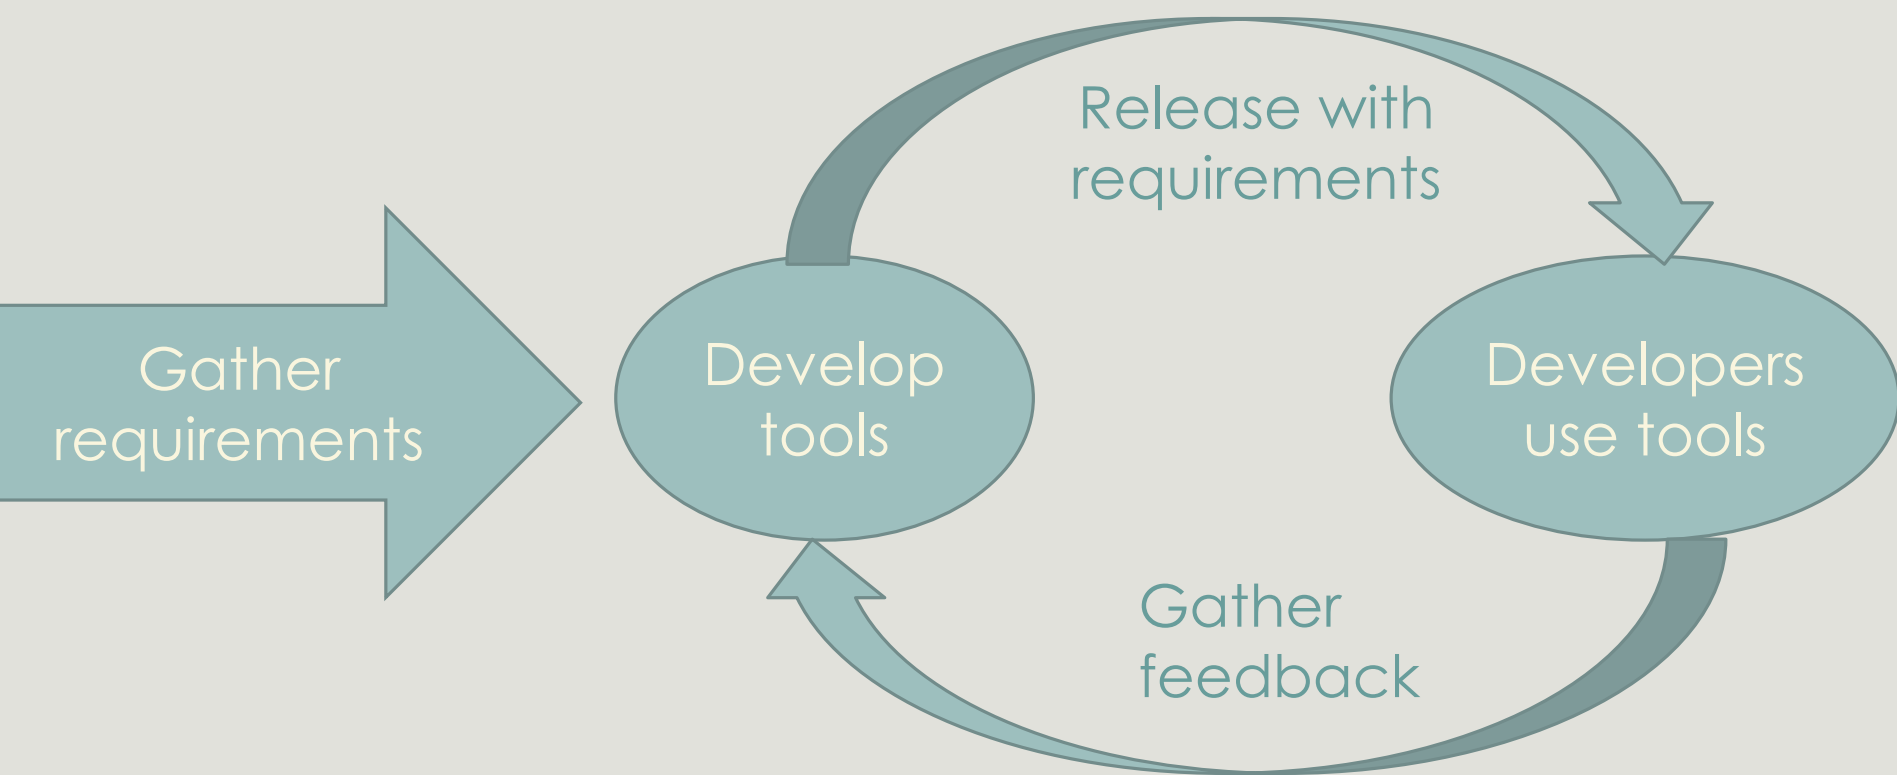 Release with
requirements
Gather
requirements
Develop
tools
Developers
use tools
Gather
feedback